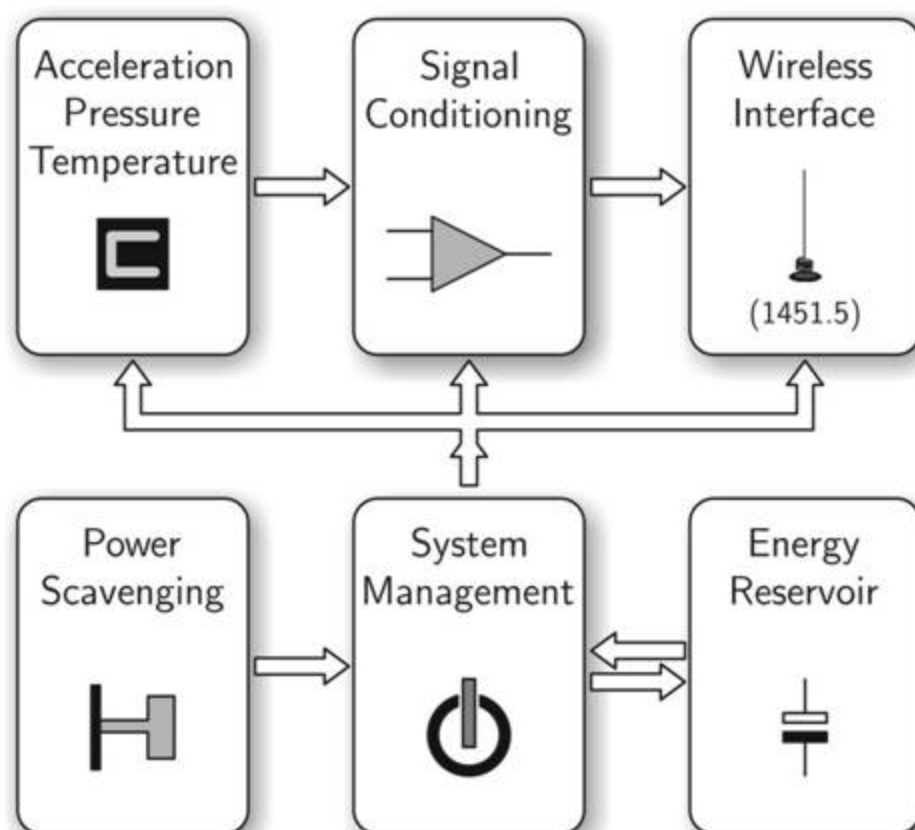 Acceleration
Pressure
Temperature
Signal
Conditioning
Wireless
Interface
(1451.5)
Power
Scavenging
System
Management
Energy
Reservoir